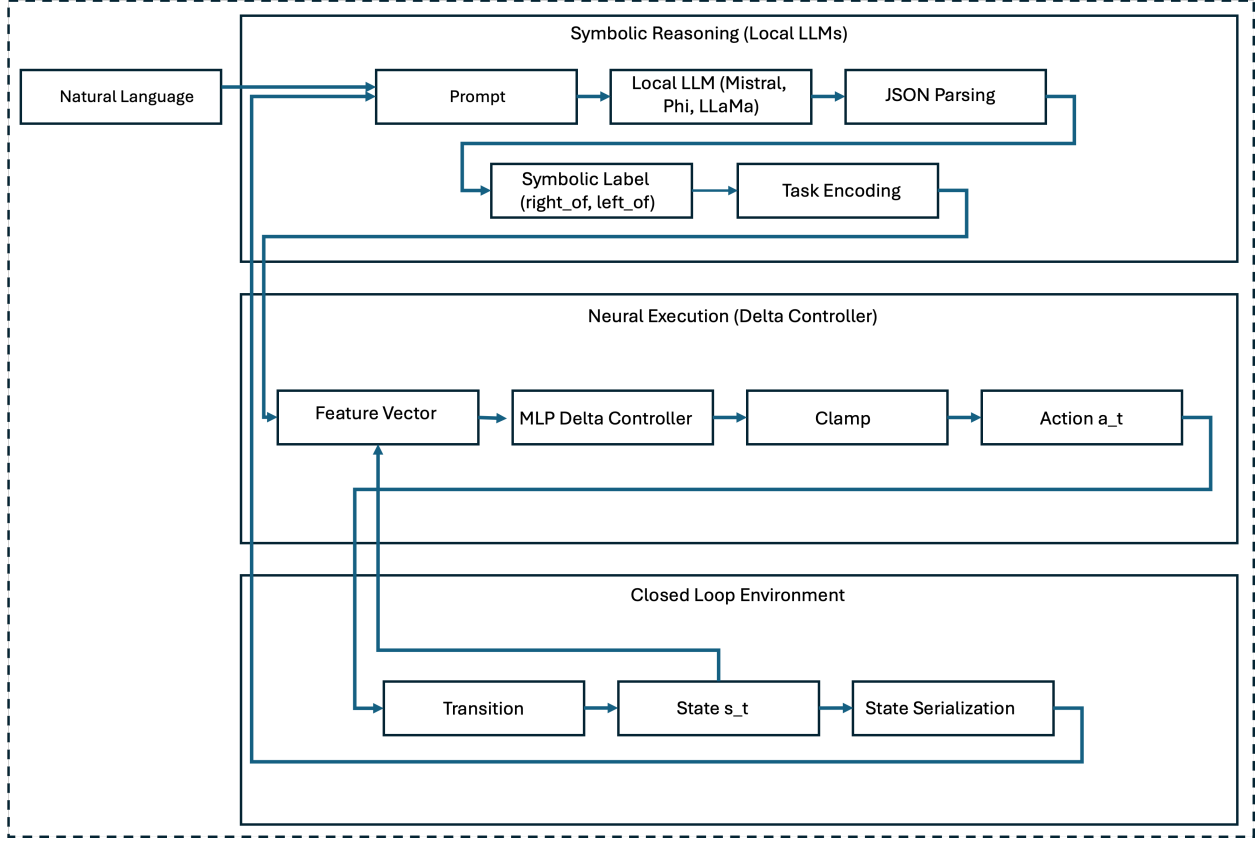 Symbolic Reasoning (Local LLMs)
Natural Language
Prompt
Local LLM (Mistral,
Phi, LLaMa)
JSON Parsing
Symbolic Label
(right_of, left_of)
Task Encoding
Neural Execution (Delta Controller)
Feature Vector
MLP Delta Controller
Clamp
Action a_t
Closed Loop Environment
Transition
State s_t
State Serialization